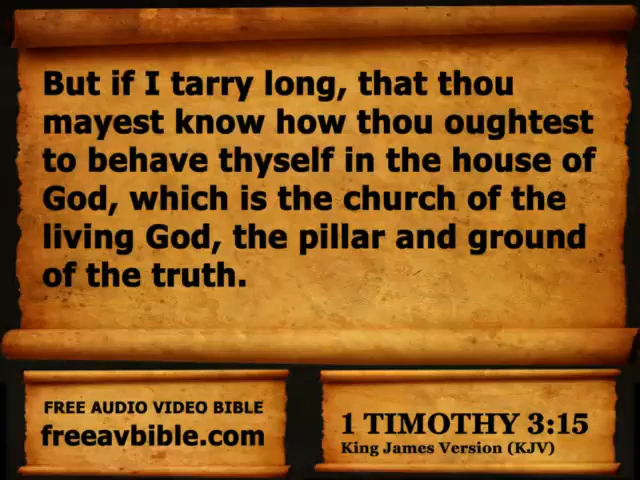 But if I tarry long, that thou
mayest know how thou oughtest
to behave thyself in the house of
God, which is the church of the
living God, the pillar and ground
of the truth.
FREE AUDIO VIDEO BIBLE
freeavbible.com
1 TIMOTHY 3:15
King James Version (KJV)